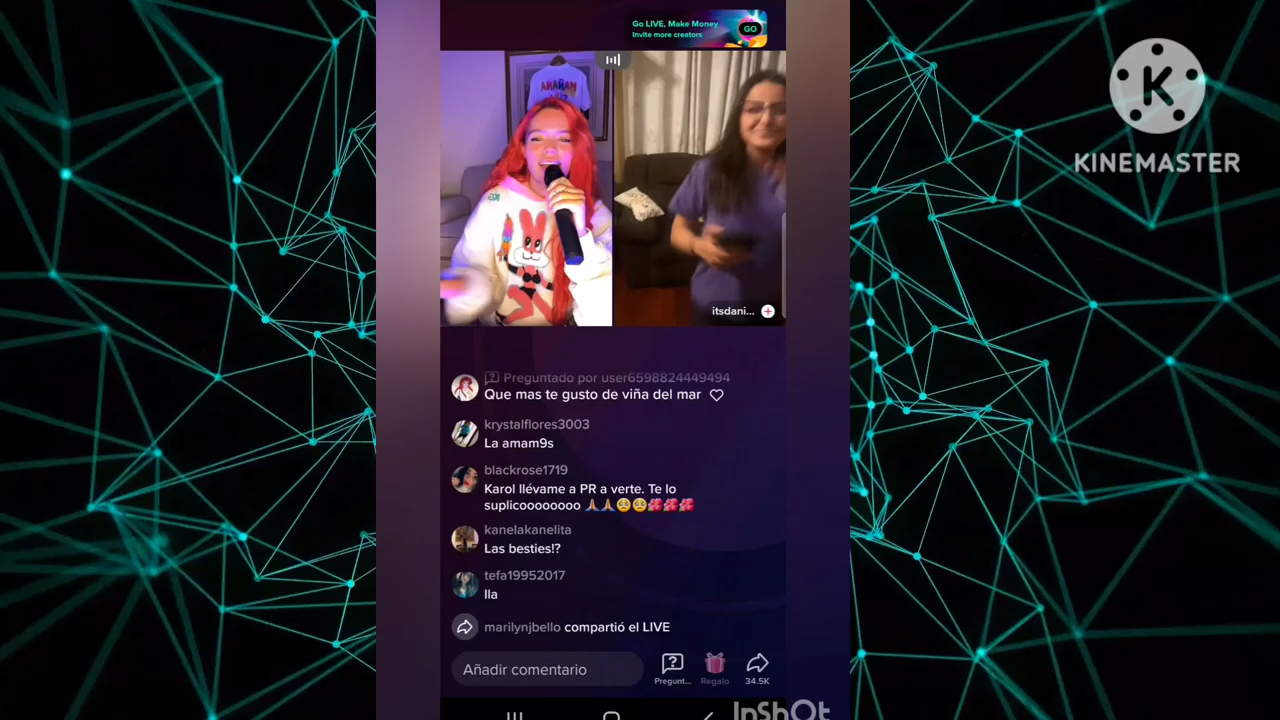 Go LIVE, Make Money
Invite more creators
GO
K
KINEMASTER
itsdani...
Preguntado por user6598824449494
Que mas te gusto de viña del mar
krystalflores3003
La amam9s
blackrose1719
Karol llévame a PR a verte. Te lo
suplicooooooo 🙏🙏🥺🥺🌺🌺🌺
kanelakanelita
Las besties!?
tefa19952017
lla
marilynjbello compartió el LIVE
Añadir comentario
Pregunt...
Regalo
34.5K
InShOt